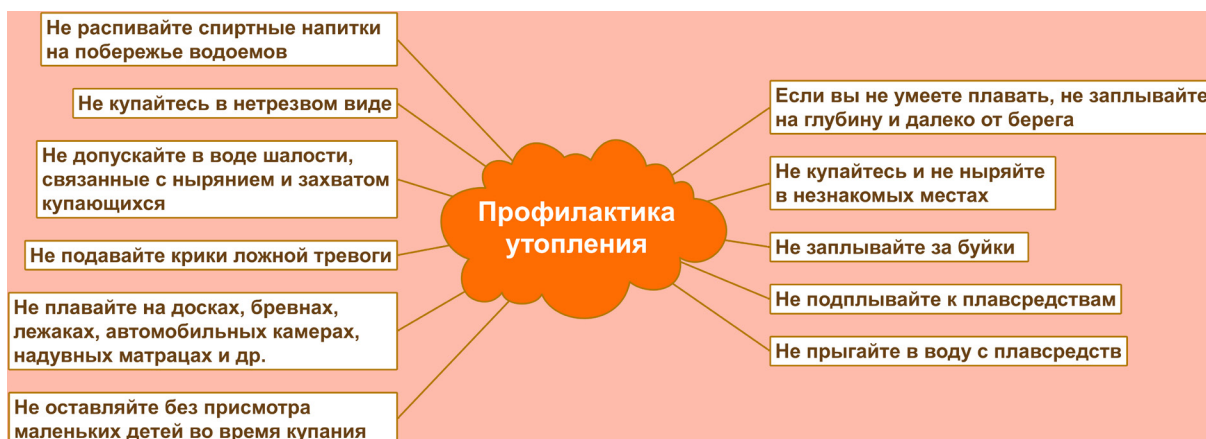 Не распивайте спиртные напитки
на побережье водоемов
Не купайтесь в нетрезвом виде
Не допускайте в воде шалости,
связанные с нырянием и захватом
купающихся
Не подавайте крики ложной тревоги
Не плавайте на досках, бревнах,
лежаках, автомобильных камерах,
надувных матрацах и др.
Не оставляйте без присмотра
маленьких детей во время купания
Профилактика
утопления
Если вы не умеете плавать, не заплывайте
на глубину и далеко от берега
Не купайтесь и не ныряйте
в незнакомых местах
Не заплывайте за буйки
Не подплывайте к плавсредствам
Не прыгайте в воду с плавсредств